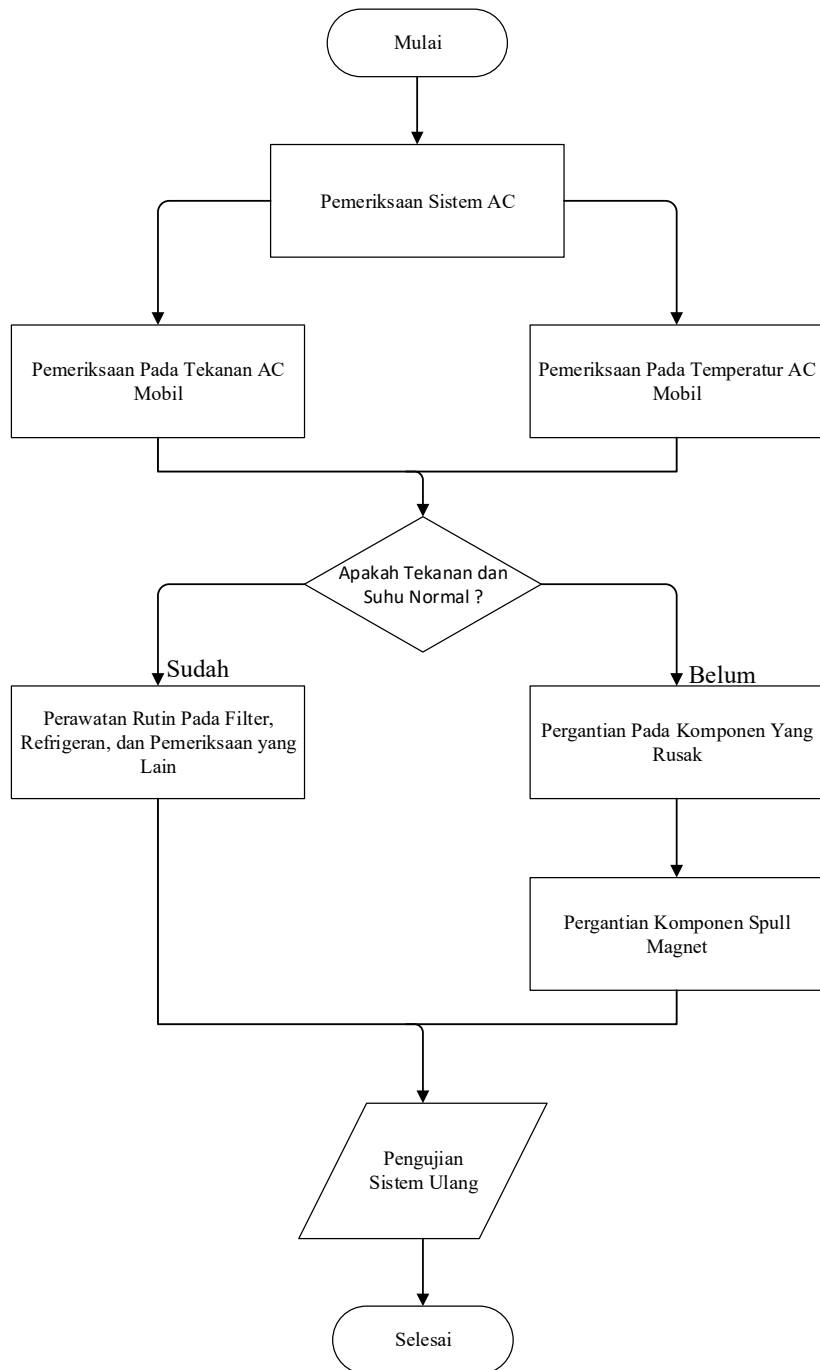 Mulai
Pemeriksaan Sistem AC
Pemeriksaan Pada Tekanan AC
Mobil
Pemeriksaan Pada Temperatur AC
Mobil
Apakah Tekanan dan
Suhu Normal ?
Sudah
Belum
Perawatan Rutin Pada Filter,
Refrigeran, dan Pemeriksaan yang
Lain
Pergantian Pada Komponen Yang
Rusak
Pergantian Komponen Spull
Magnet
Pengujian
Sistem Ulang
Selesai